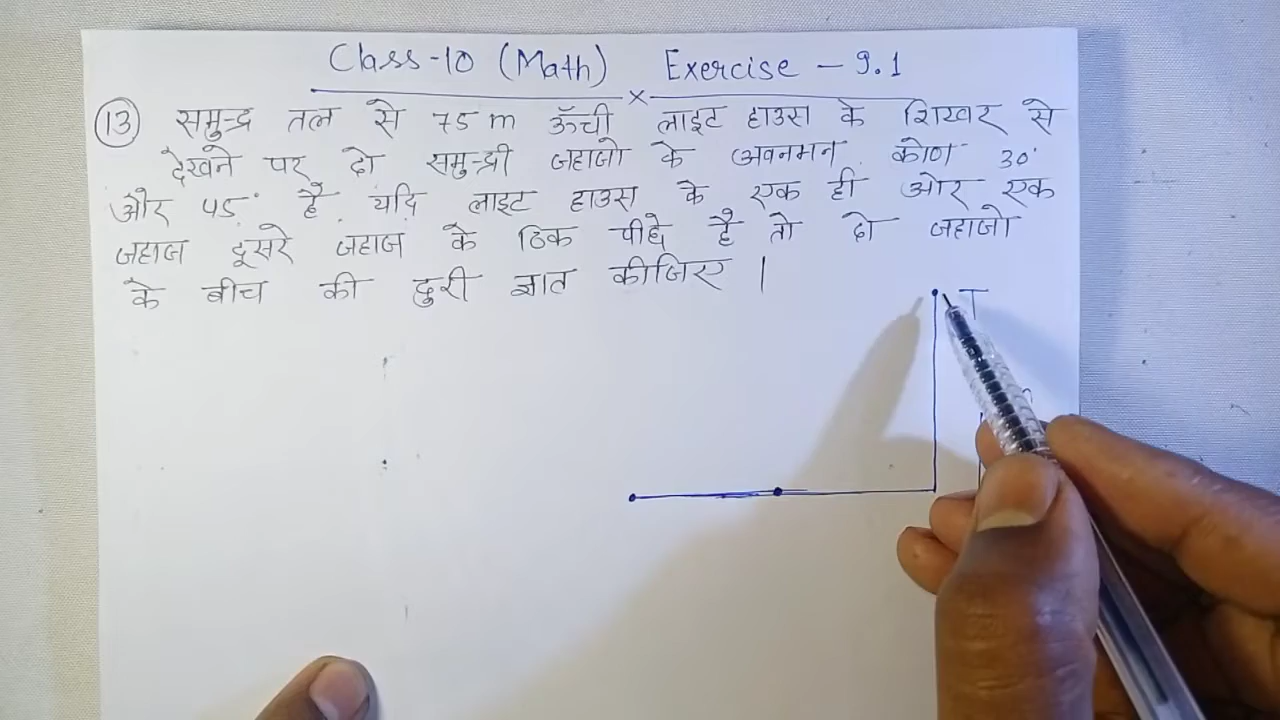 Class-10 (Math) Exercise - 9.1
(13) समुन्द्र तल से 75 m ऊँची लाइट हाउस के शिखर से
देखने पर दो समुन्द्री जहाजो के अवनमन कोण 30°
और 45° है यदि लाइट हाउस के एक ही ओर एक
जहाज दूसरे जहाज के ठिक पीछे है तो दो जहाजो
के बीच की दुरी ज्ञात कीजिए |
T